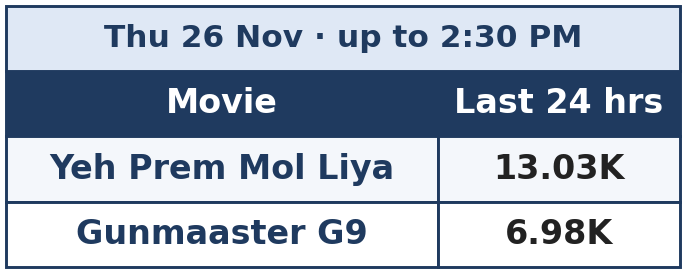 Thu 26 Nov · up to 2:30 PM
Movie Last 24 hrs
Yeh Prem Mol Liya 13.03K
Gunmaaster G9 6.98K